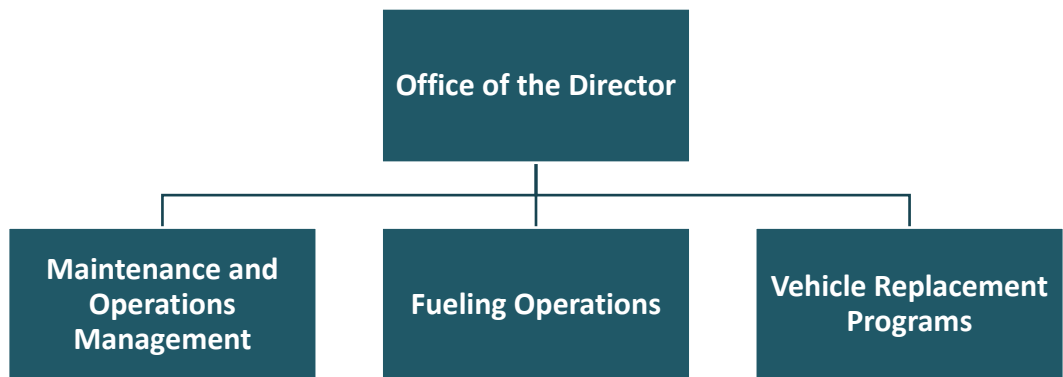 Office of the Director
Maintenance and
Operations
Management
Fueling Operations
Vehicle Replacement
Programs